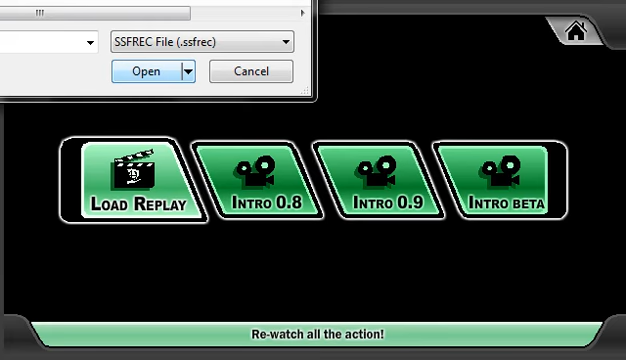 SSFREC File (.ssfrec)
Open
Cancel
LOAD REPLAY
INTRO 0.8
INTRO 0.9
INTRO BETA
Re-watch all the action!